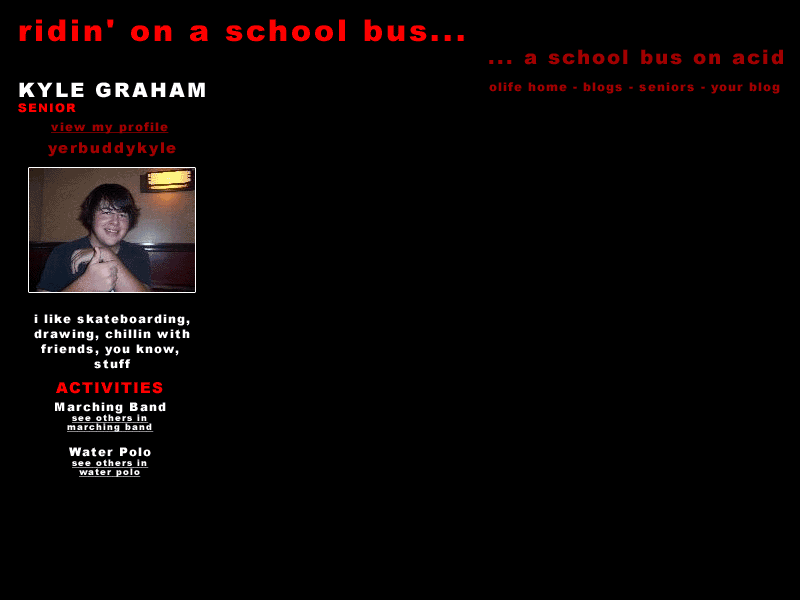 ridin' on a school bus...
... a school bus on acid
olife home - blogs - seniors - your blog
KYLE GRAHAM
SENIOR
view my profile
yerbuddykyle
i like skateboarding,
drawing, chillin with
friends, you know,
stuff
ACTIVITIES
Marching Band
see others in
marching band
Water Polo
see others in
water polo